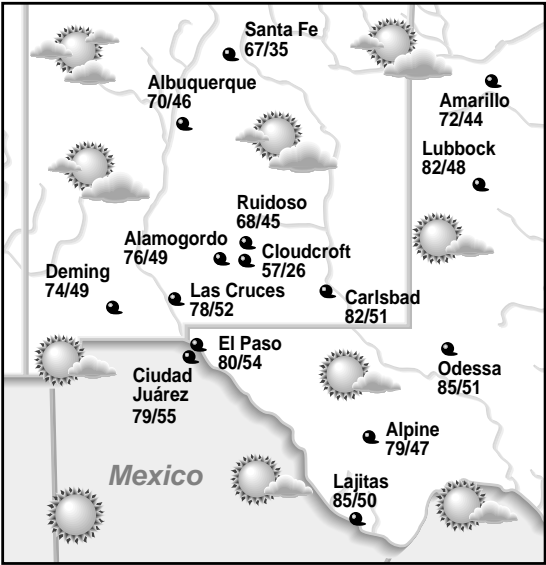 Santa Fe
67/35
Albuquerque
70/46
Amarillo
72/44
Lubbock
82/48
Ruidoso
68/45
Alamogordo
76/49
Cloudcroft
57/26
Deming
74/49
Las Cruces
78/52
Carlsbad
82/51
El Paso
80/54
Ciudad
Juárez
79/55
Odessa
85/51
Alpine
79/47
Mexico
Lajitas
85/50